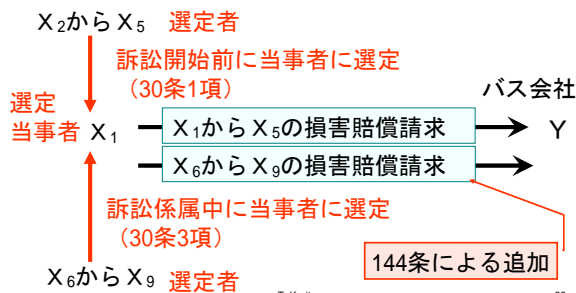 X₂からX₅ 選定者
訴訟開始前に当事者に選定
（30条1項）
バス会社
選定
当事者 X₁
X₁からX₅の損害賠償請求
Y
X₆からX₉の損害賠償請求
訴訟係属中に当事者に選定
（30条3項）
144条による追加
X₆からX₉ 選定者